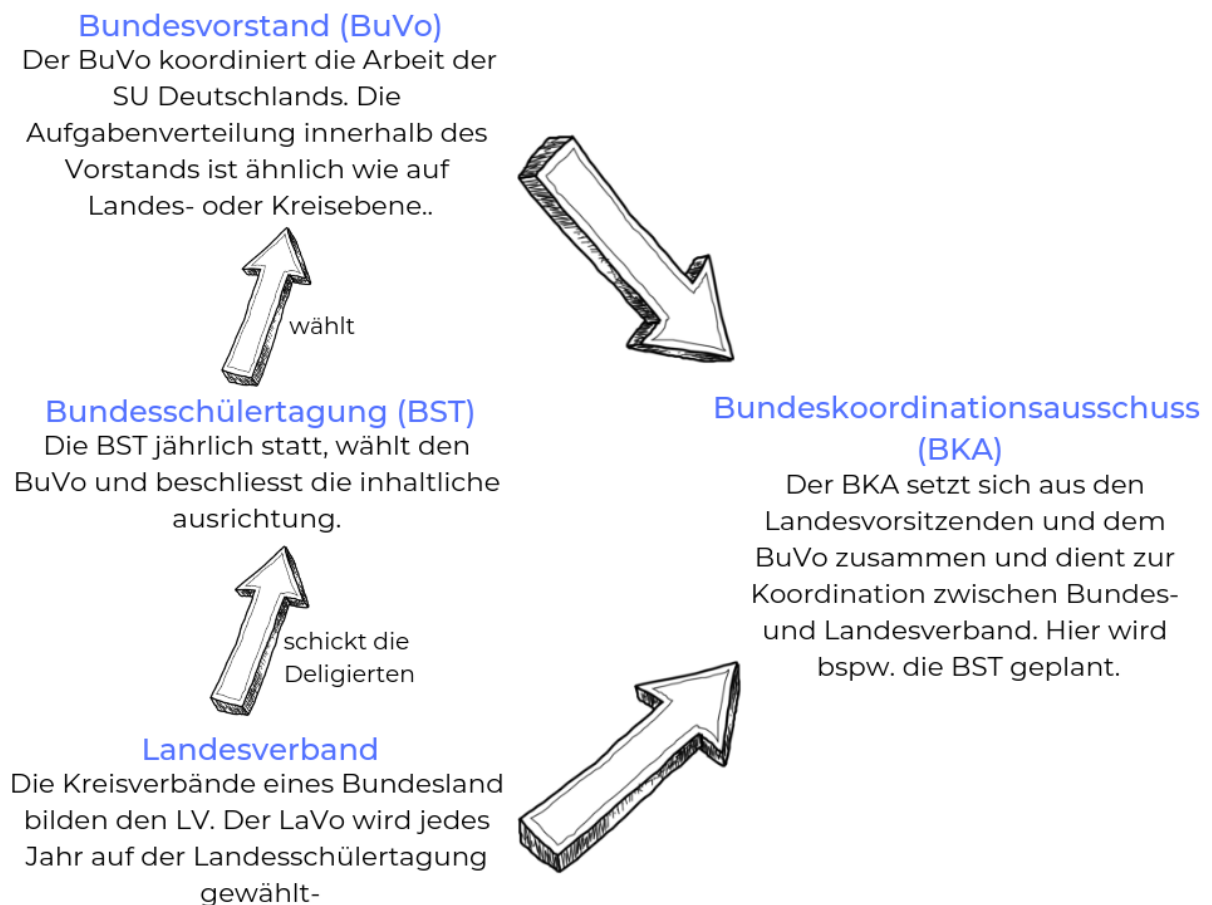 Bundesvorstand (BuVo)
Der BuVo koordiniert die Arbeit der
SU Deutschlands. Die
Aufgabenverteilung innerhalb des
Vorstands ist ähnlich wie auf
Landes- oder Kreisebene..
wählt
Bundesschülertagung (BST)
Die BST jährlich statt, wählt den
BuVo und beschliesst die inhaltliche
ausrichtung.
schickt die
Deligierten
Landesverband
Die Kreisverbände eines Bundesland
bilden den LV. Der LaVo wird jedes
Jahr auf der Landesschülertagung
gewählt-
Bundeskoordinationsausschuss
(BKA)
Der BKA setzt sich aus den
Landesvorsitzenden und dem
BuVo zusammen und dient zur
Koordination zwischen Bundes-
und Landesverband. Hier wird
bspw. die BST geplant.